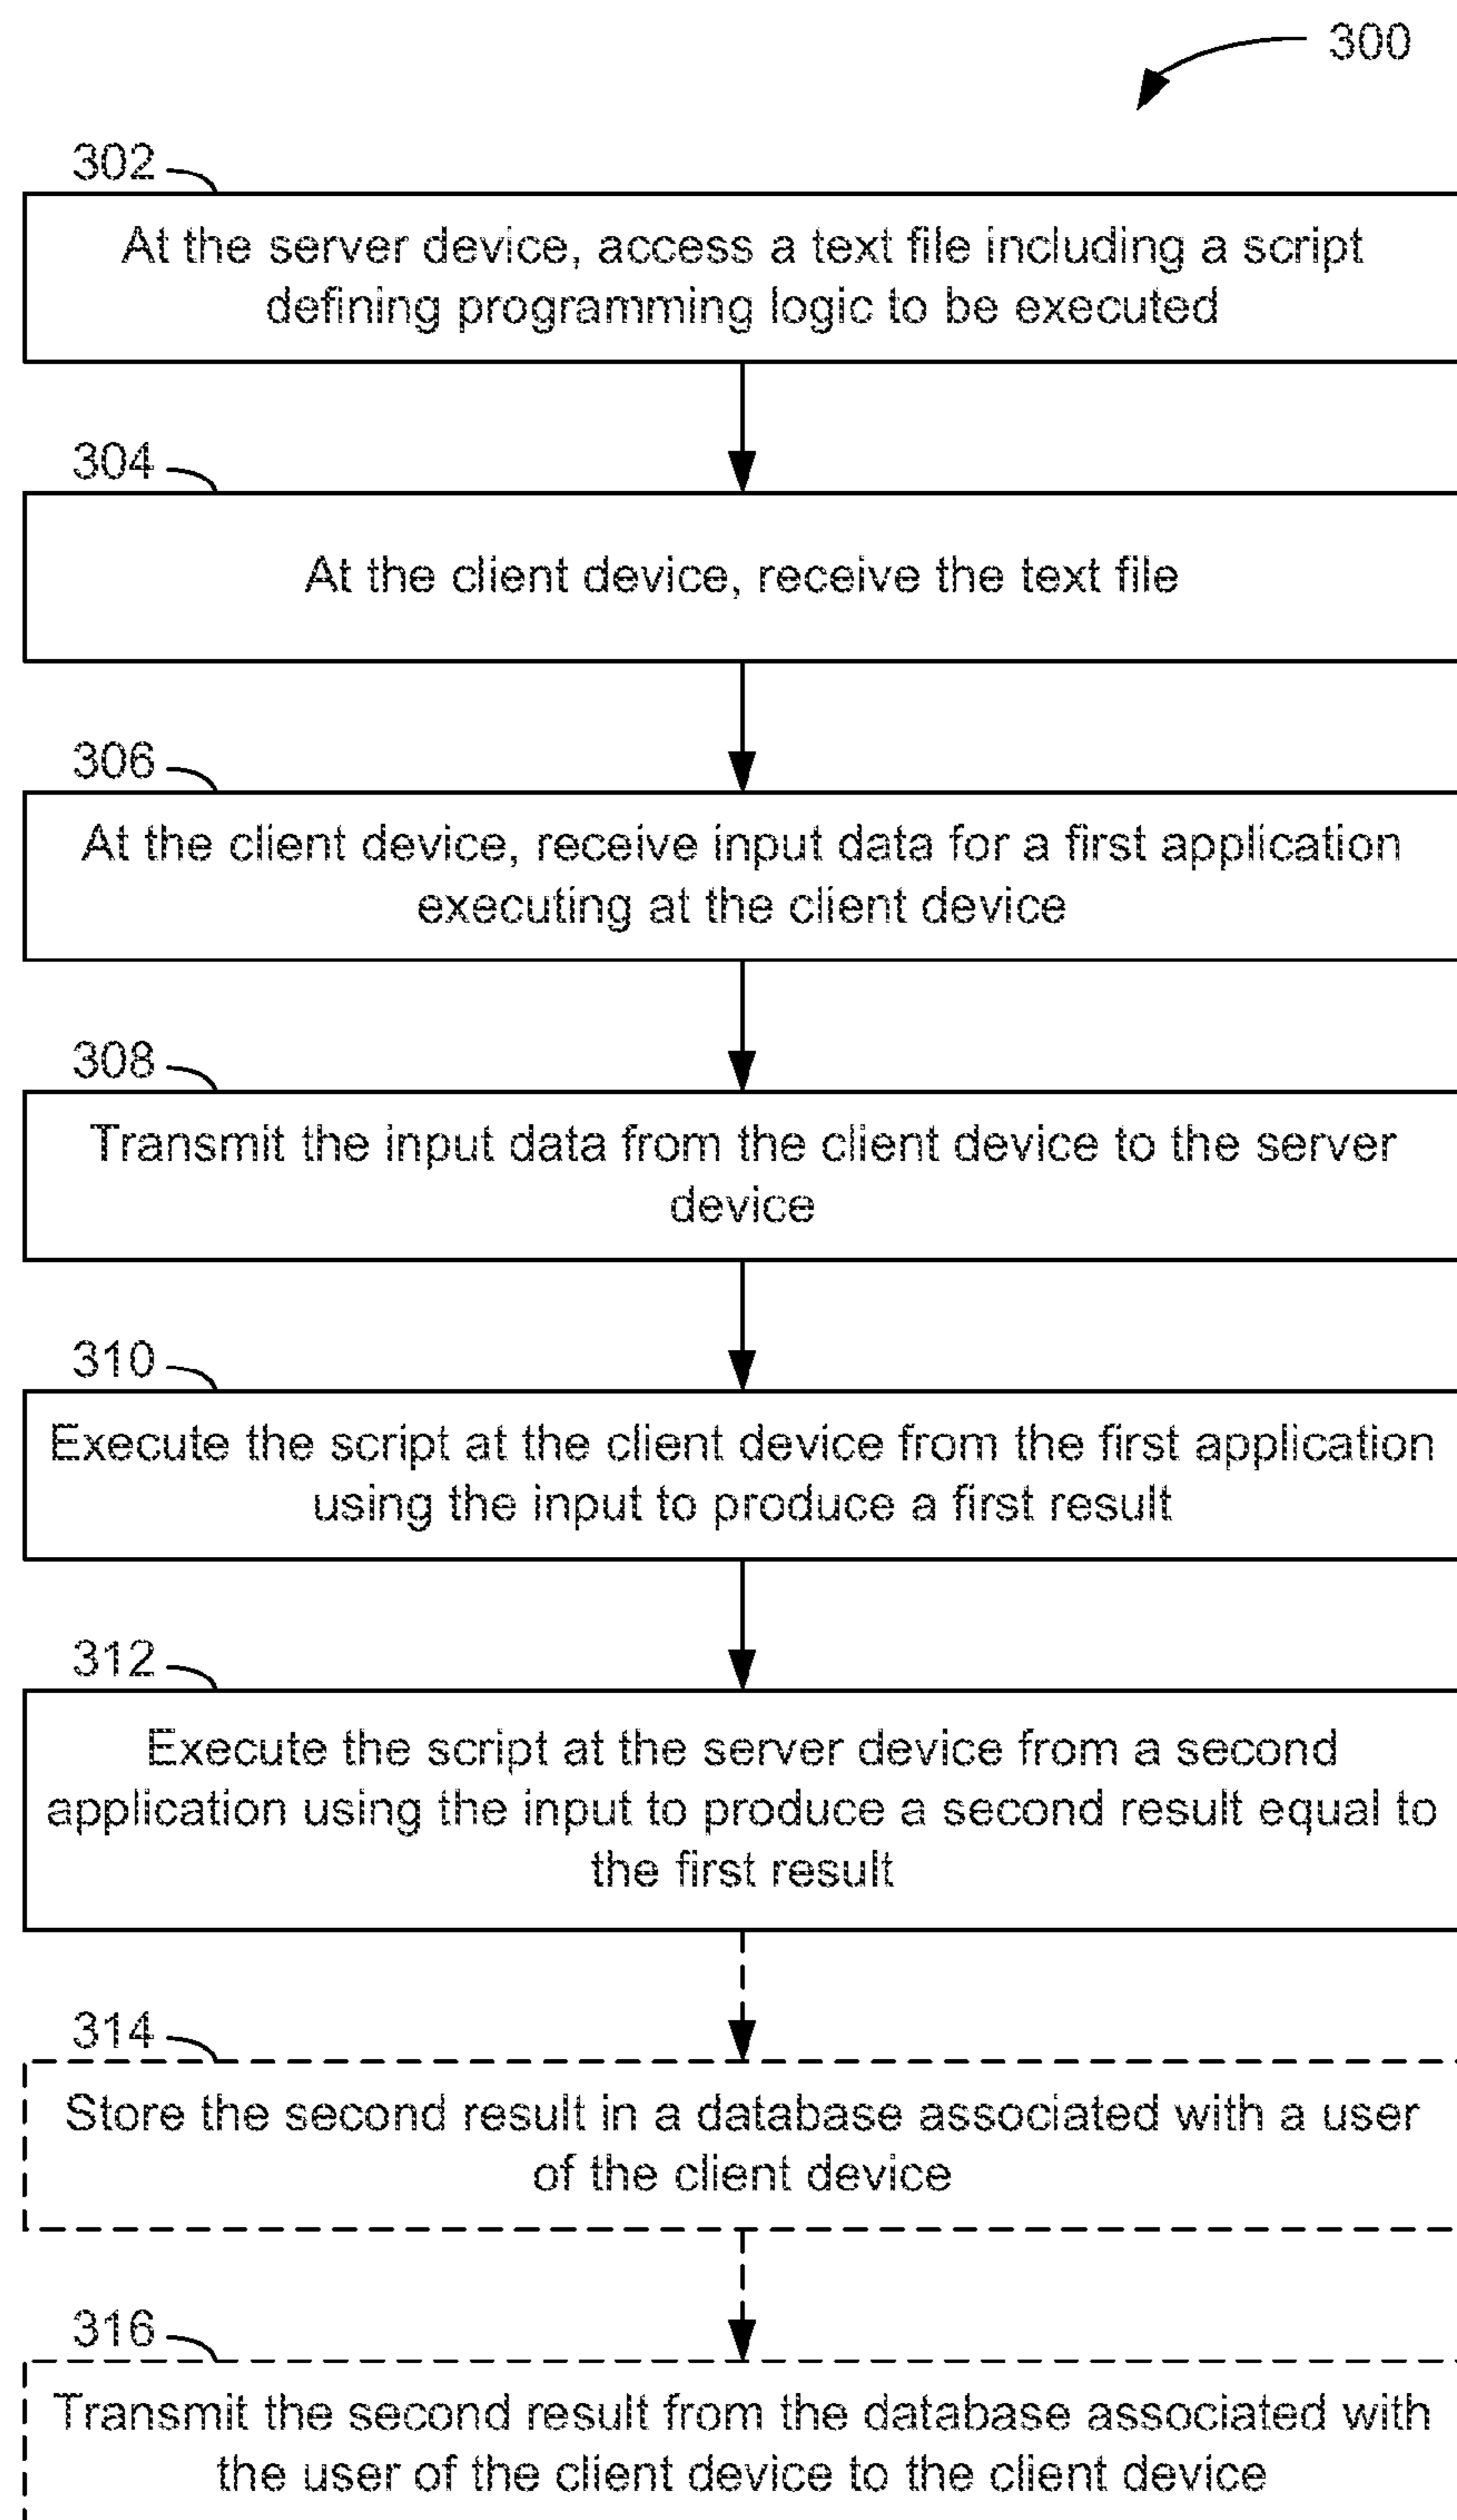 300
302
At the server device, access a text file including a script
defining programming logic to be executed
304
At the client device, receive the text file
306
At the client device, receive input data for a first application
executing at the client device
308
Transmit the input data from the client device to the server
device
310
Execute the script at the client device from the first application
using the input to produce a first result
312
Execute the script at the server device from a second
application using the input to produce a second result equal to
the first result
314
Store the second result in a database associated with a user
of the client device
316
Transmit the second result from the database associated with
the user of the client device to the client device